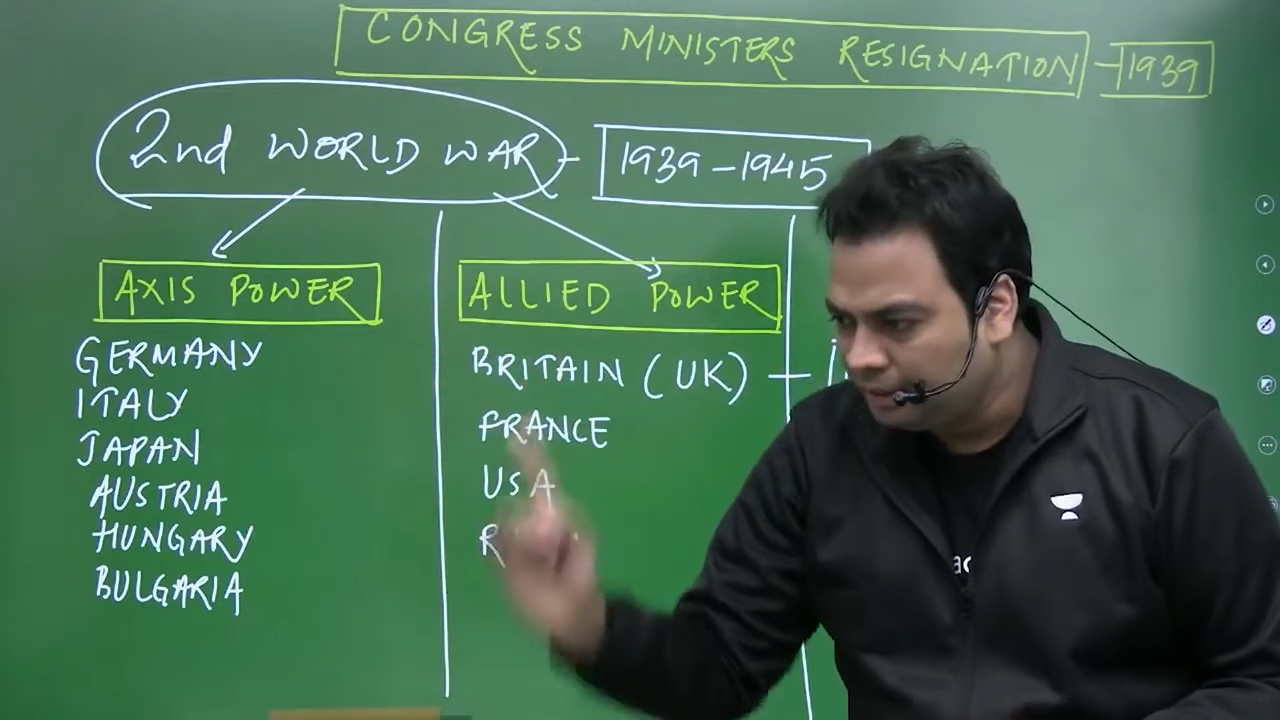 CONGRESS MINISTERS RESIGNATION - 1939
2nd WORLD WAR - 1939-1945
AXIS POWER
GERMANY
ITALY
JAPAN
AUSTRIA
HUNGARY
BULGARIA
ALLIED POWER
BRITAIN (UK) -
FRANCE
USA